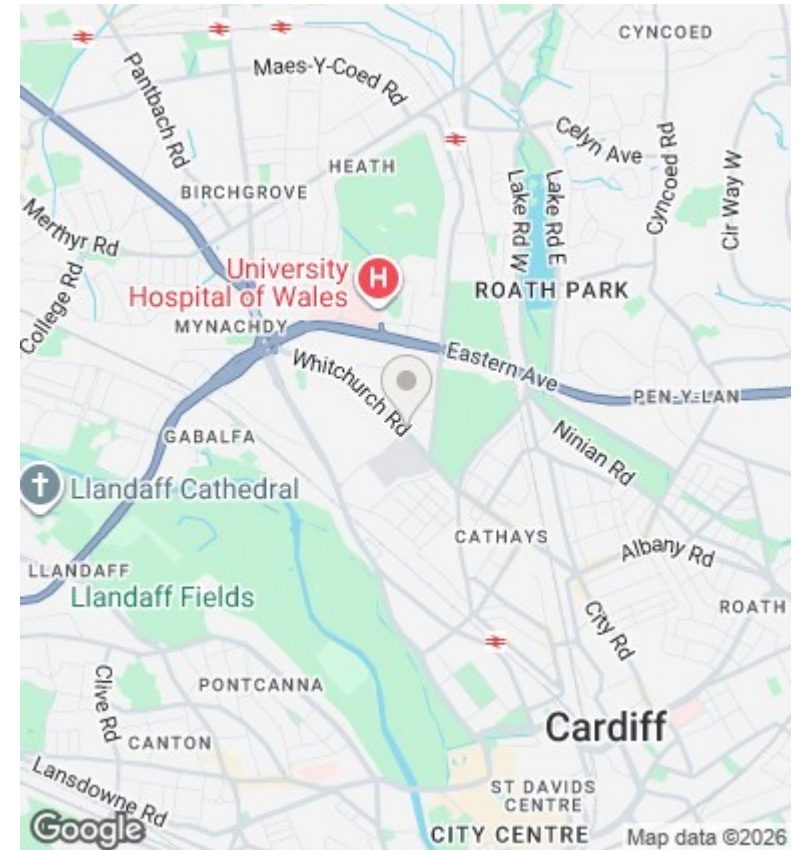 CYNCOED
Maes-Y-Coed Rd
Pantbach Rd
Celyn Ave
Cyncoed Rd
Clr Way W
HEATH
BIRCHGROVE
Lake Rd W
Lake Rd E
Merthyr Rd
College Rd
University
Hospital of Wales
H
ROATH PARK
MYNACHDY
Whitchurch Rd
Eastern Ave
PEN-Y-LAN
GABALFA
Ninian Rd
Llandaff Cathedral
CATHAYS
Albany Rd
LLANDAFF
Llandaff Fields
ROATH
City Rd
Clive Rd
PONTCANNA
CANTON
Cardiff
Lansdowne Rd
ST DAVIDS
CENTRE
Google
CITY CENTRE
Map data ©2026